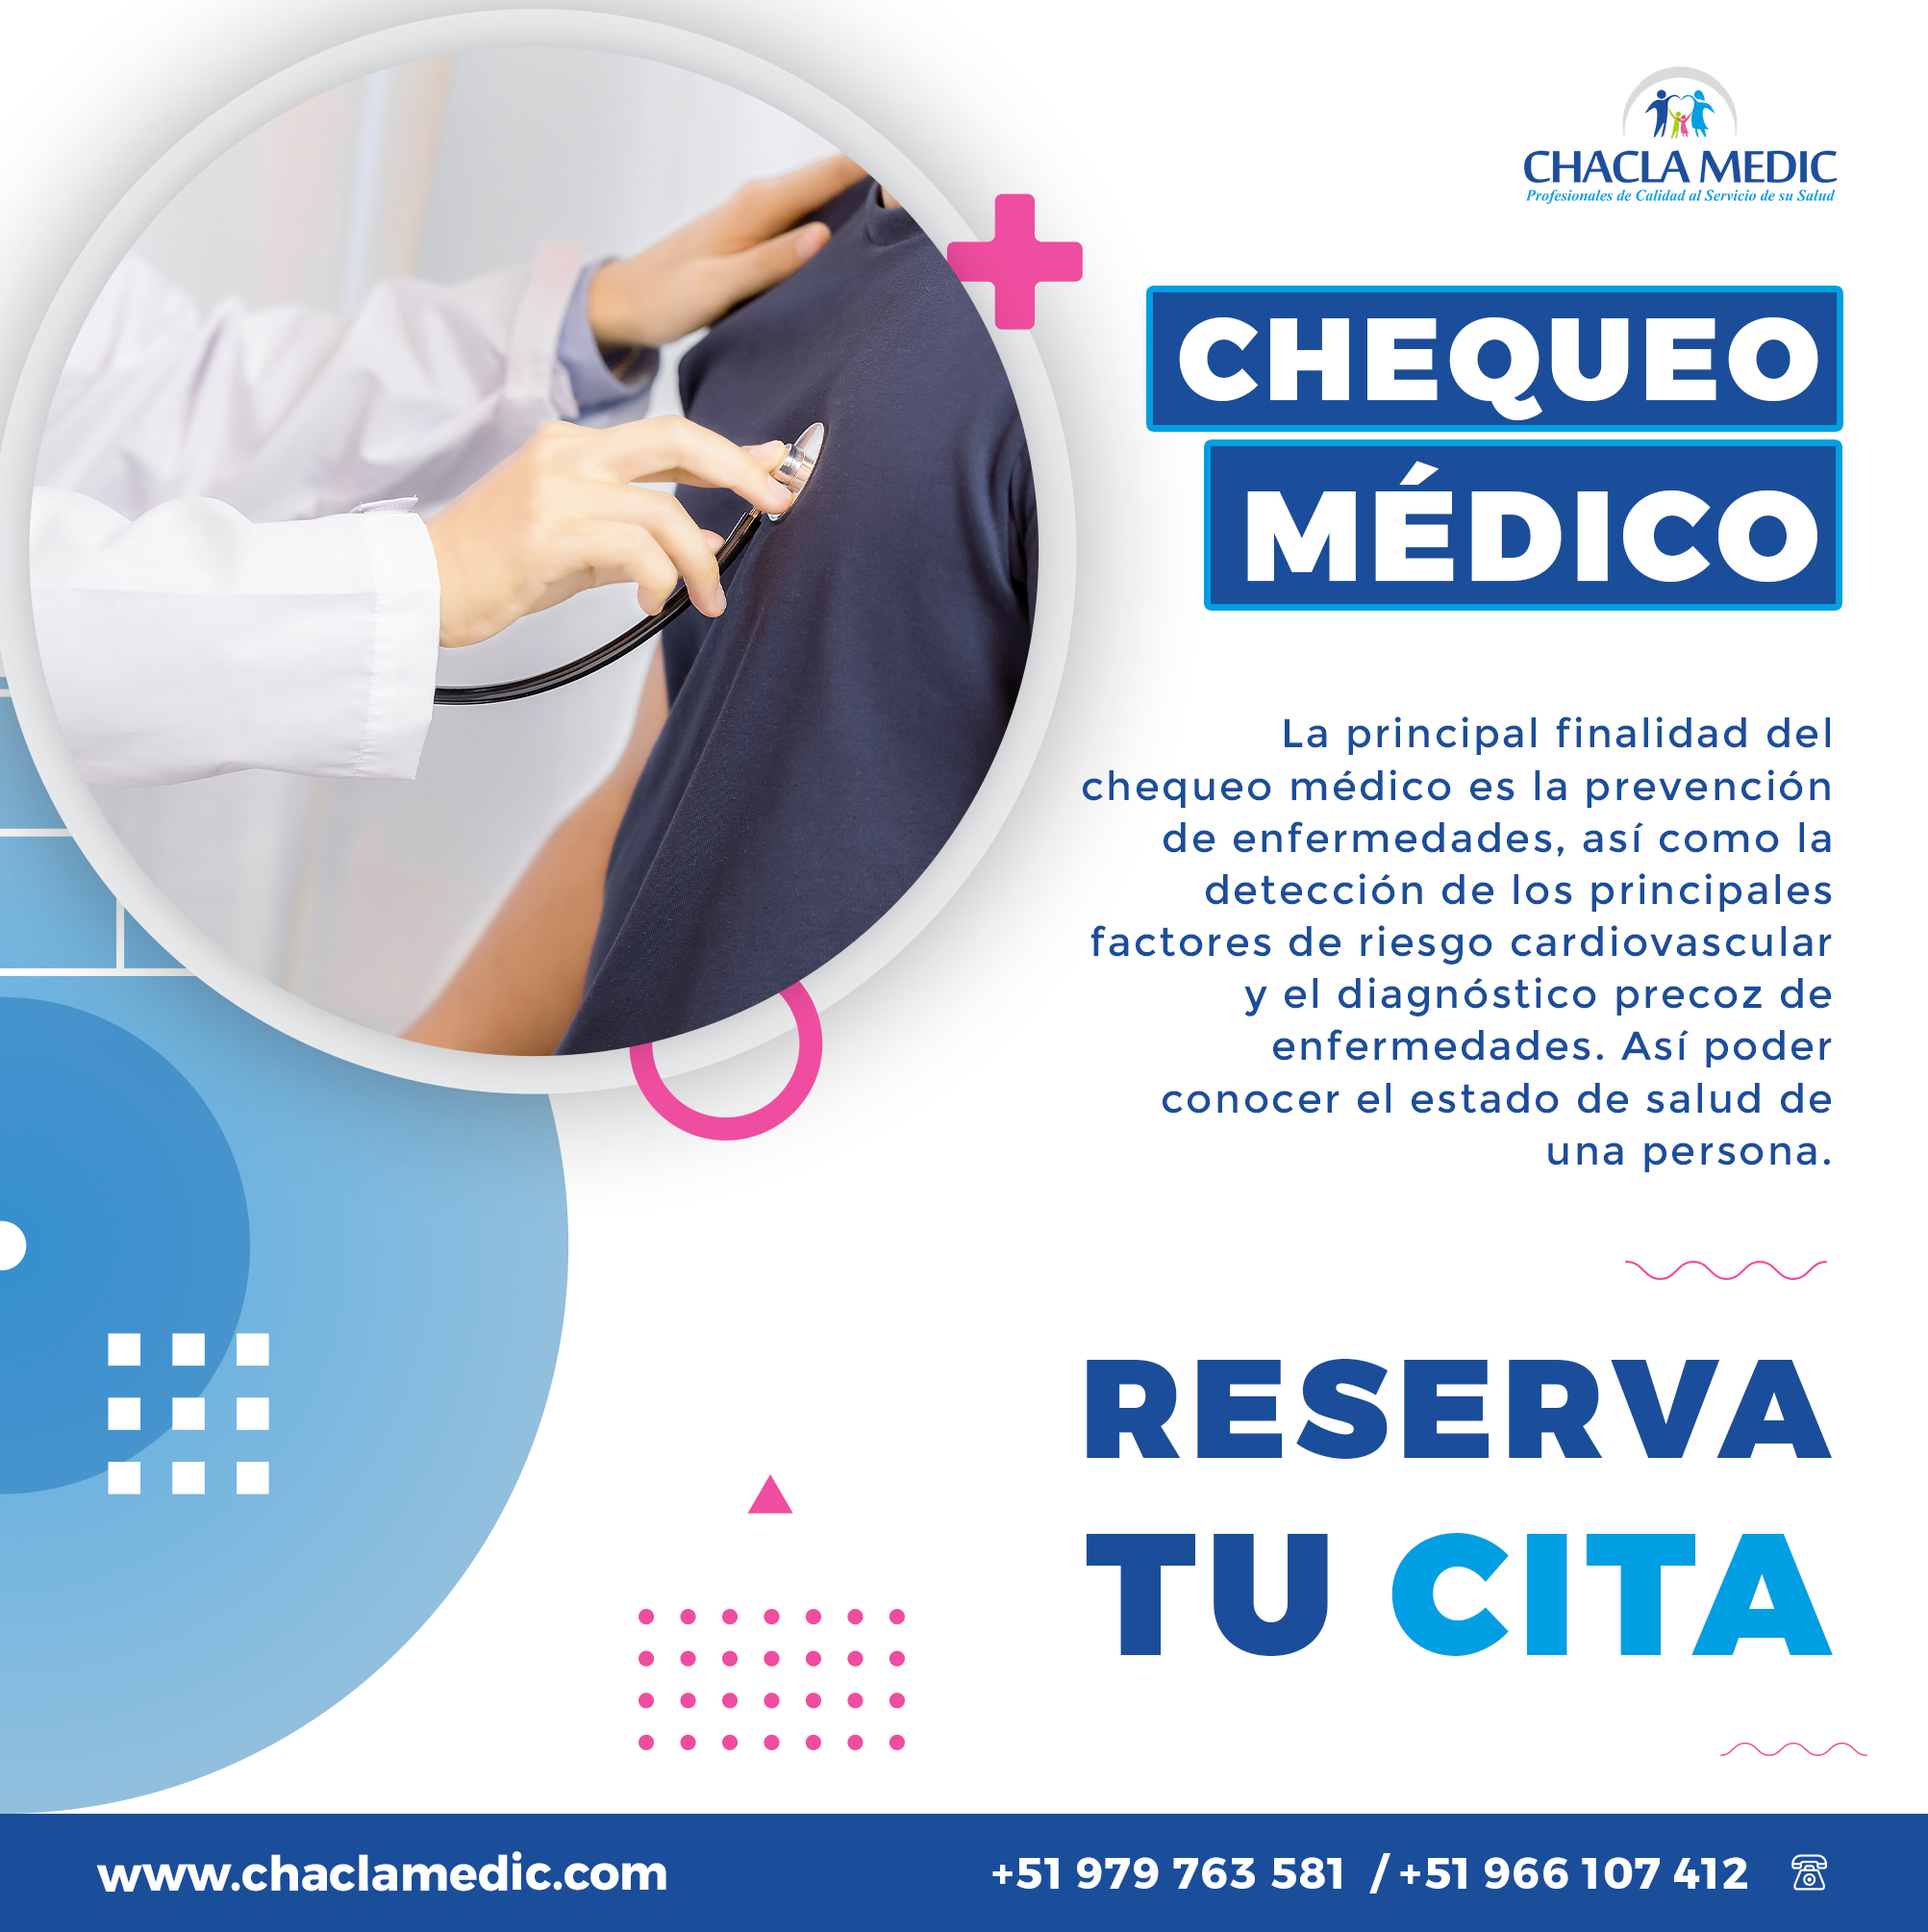 CHACLA MEDIC
Profesionales de Calidad al Servicio de su Salud
CHEQUEO
MÉDICO
La principal finalidad del
chequeo médico es la prevención
de enfermedades, así como la
detección de los principales
factores de riesgo cardiovascular
y el diagnóstico precoz de
enfermedades. Así poder
conocer el estado de salud de
una persona.
RESERVA
TU CITA
www.chaclamedic.com
+51 979 763 581 / +51 966 107 412